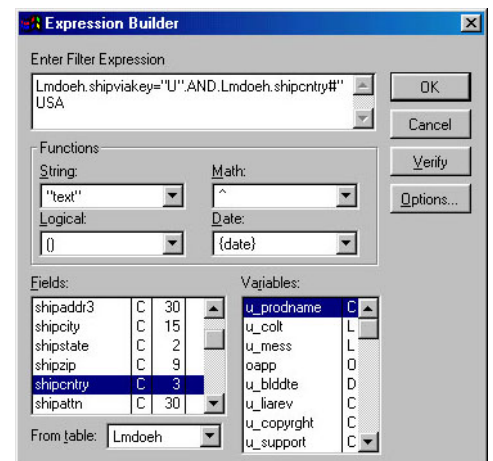 Expression Builder
Enter Filter Expression
Lmdoeh.shipviakey="U".AND.Lmdoeh.shipcntry#"
USA
OK
Cancel
Verify
Options...
Functions
String:
Math:
"text"
^
Logical:
Date:
()
{date}
Fields:
Variables:
shipaddr3 C 30
shipcity C 15
shipstate C 2
shipzip C 9
shipcntry C 3
shipattn C 30
u_prodname C
u_colt L
u_mess L
oapp O
u_blddte D
u_liarev C
u_copyrght C
u_support C
From table: Lmdoeh